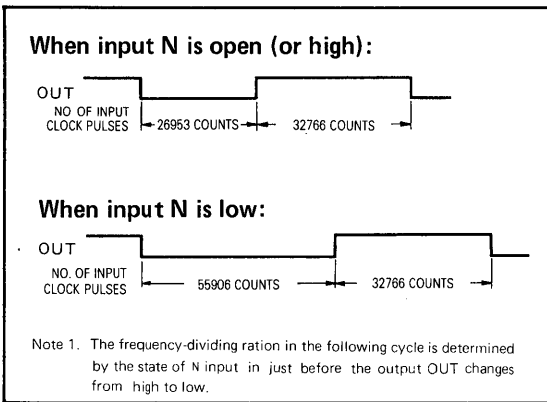 When input N is open (or high):
OUT
NO OF INPUT
CLOCK PULSES
26953 COUNTS
32766 COUNTS
When input N is low:
OUT
NO. OF INPUT
CLOCK PULSES
55906 COUNTS
32766 COUNTS
Note 1. The frequency-dividing ration in the following cycle is determined
by the state of N input in just before the output OUT changes
from high to low.